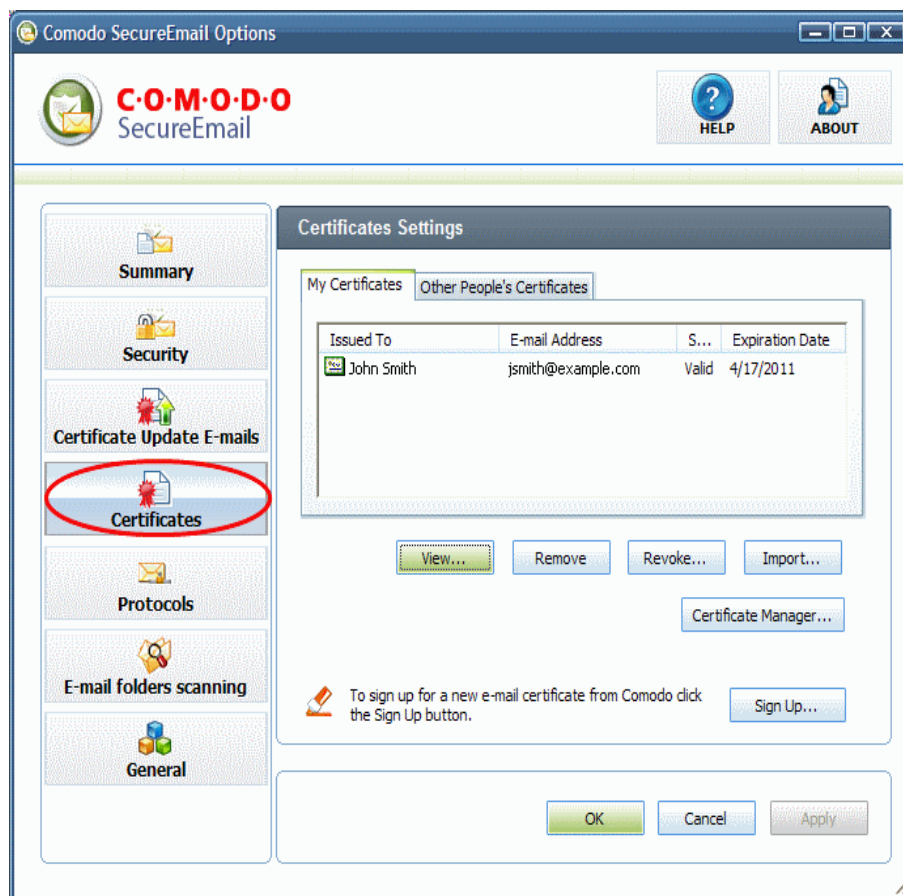 Comodo SecureEmail Options
C·O·M·O·D·O
SecureEmail
HELP
ABOUT
Summary
Security
Certificate Update E-mails
Certificates
Protocols
E-mail folders scanning
General
Certificates Settings
My Certificates
Other People's Certificates
Issued To E-mail Address S... Expiration Date
John Smith jsmith@example.com Valid 4/17/2011
View...
Remove
Revoke...
Import...
Certificate Manager...
To sign up for a new e-mail certificate from Comodo click
the Sign Up button.
Sign Up...
OK
Cancel
Apply